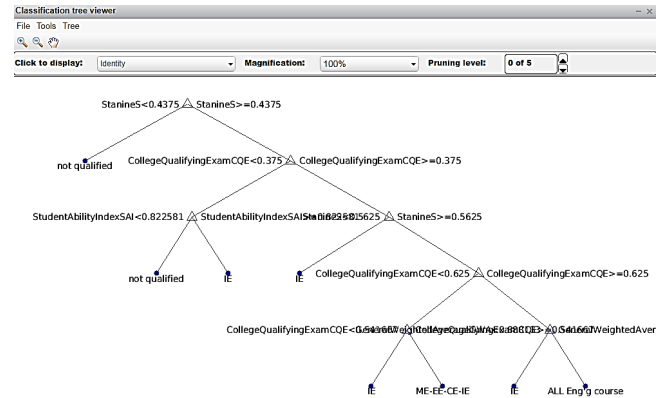 Classification tree viewer
File Tools Tree
Click to display: Identity Magnification: 100% Pruning level: 0 of 5
StanineS<0.4375 StanineS>=0.4375
not qualified CollegeQualifyingExamCQE<0.375 CollegeQualifyingExamCQE>=0.375
StudentAbilityIndexSAI<0.822581 StanineS>=0.5625
not qualified IE IE CollegeQualifyingExamCQE<0.625 CollegeQualifyingExamCQE>=0.625
IE ME-EE-CE-IE IE ALL Eng'g course